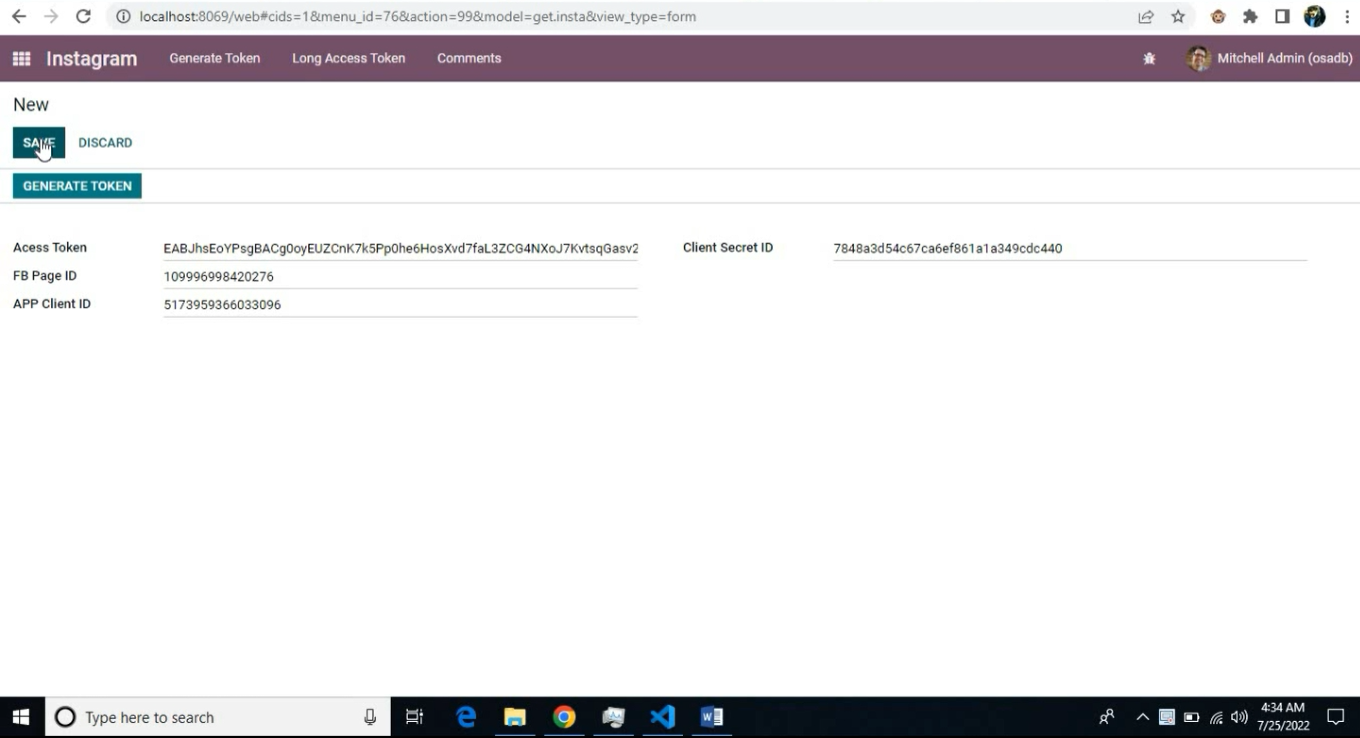 localhost:8069/web#cids=1&menu_id=76&action=99&model=get.insta&view_type=form
Instagram Generate Token Long Access Token Comments Mitchell Admin (osadb)
New
SAVE DISCARD
GENERATE TOKEN
Acess Token EABJhsEoYPsgBACg0oyEUZCnK7k5Pp0he6HosXvd7faL3ZCG4NXoJ7KvtsqGasv2 Client Secret ID 7848a3d54c67ca6ef861a1a349cdc440
FB Page ID 109996998420276
APP Client ID 5173959366033096
Type here to search 4:34 AM
7/25/2022